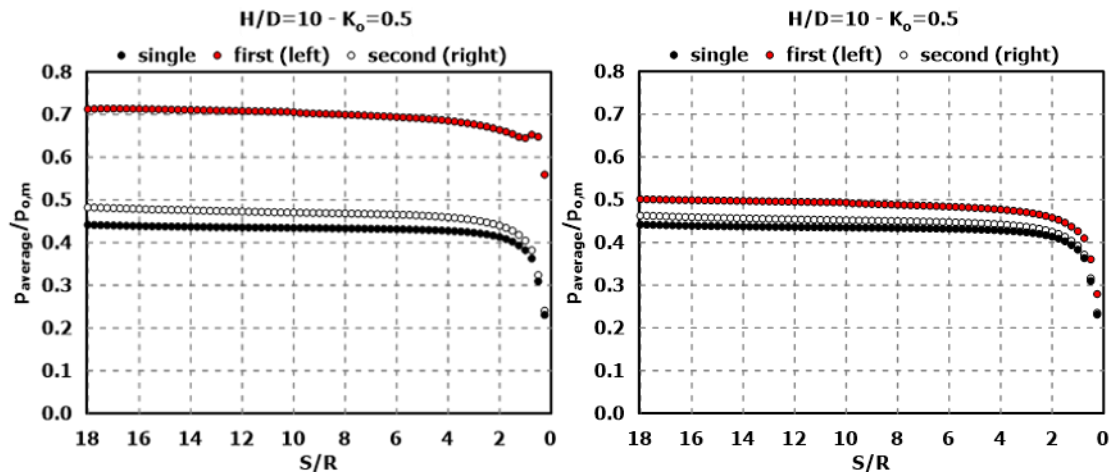 H/D=10 - Ko=0.5
single first (left) second (right)
0.8
0.7
0.6
0.5
0.4
0.3
0.2
0.1
0.0
paverage/po,m
18 16 14 12 10 8 6 4 2 0
S/R
H/D=10 - Ko=0.5
single first (left) second (right)
0.8
0.7
0.6
0.5
0.4
0.3
0.2
0.1
0.0
paverage/po,m
18 16 14 12 10 8 6 4 2 0
S/R